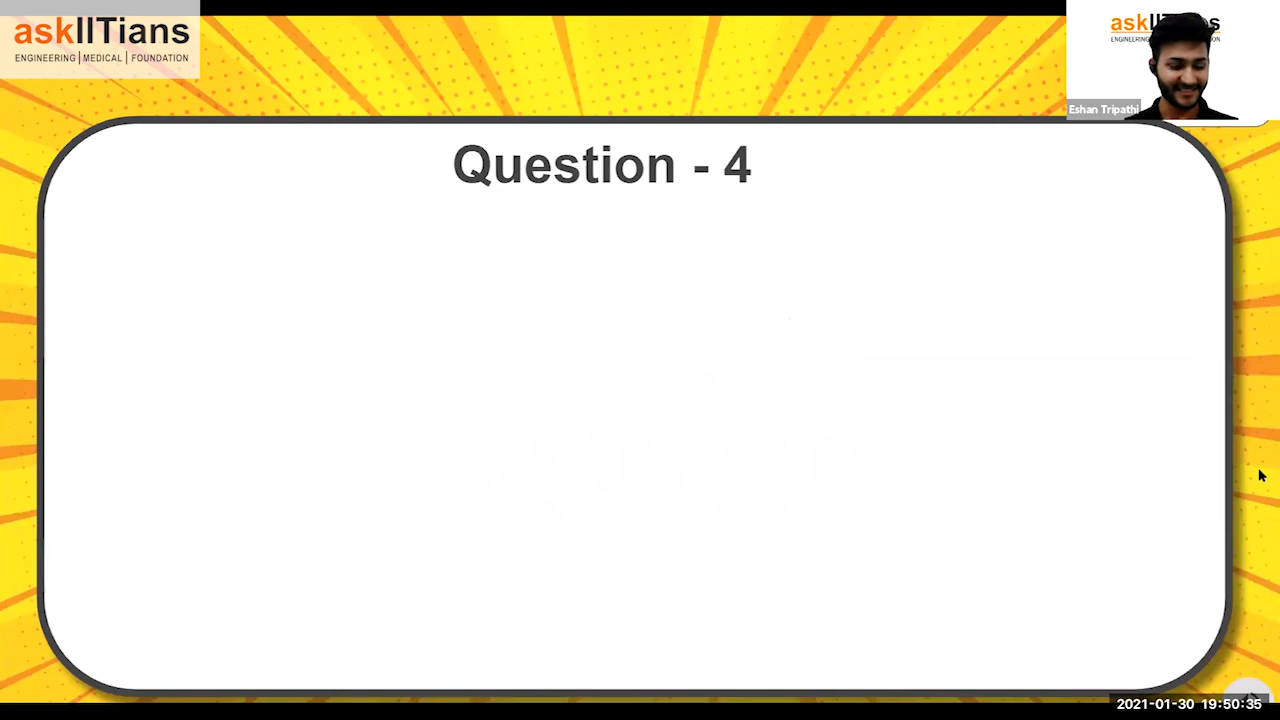 askIITians
ENGINEERING | MEDICAL | FOUNDATION
Eshan Tripathi
Question - 4
2021-01-30 19:50:35